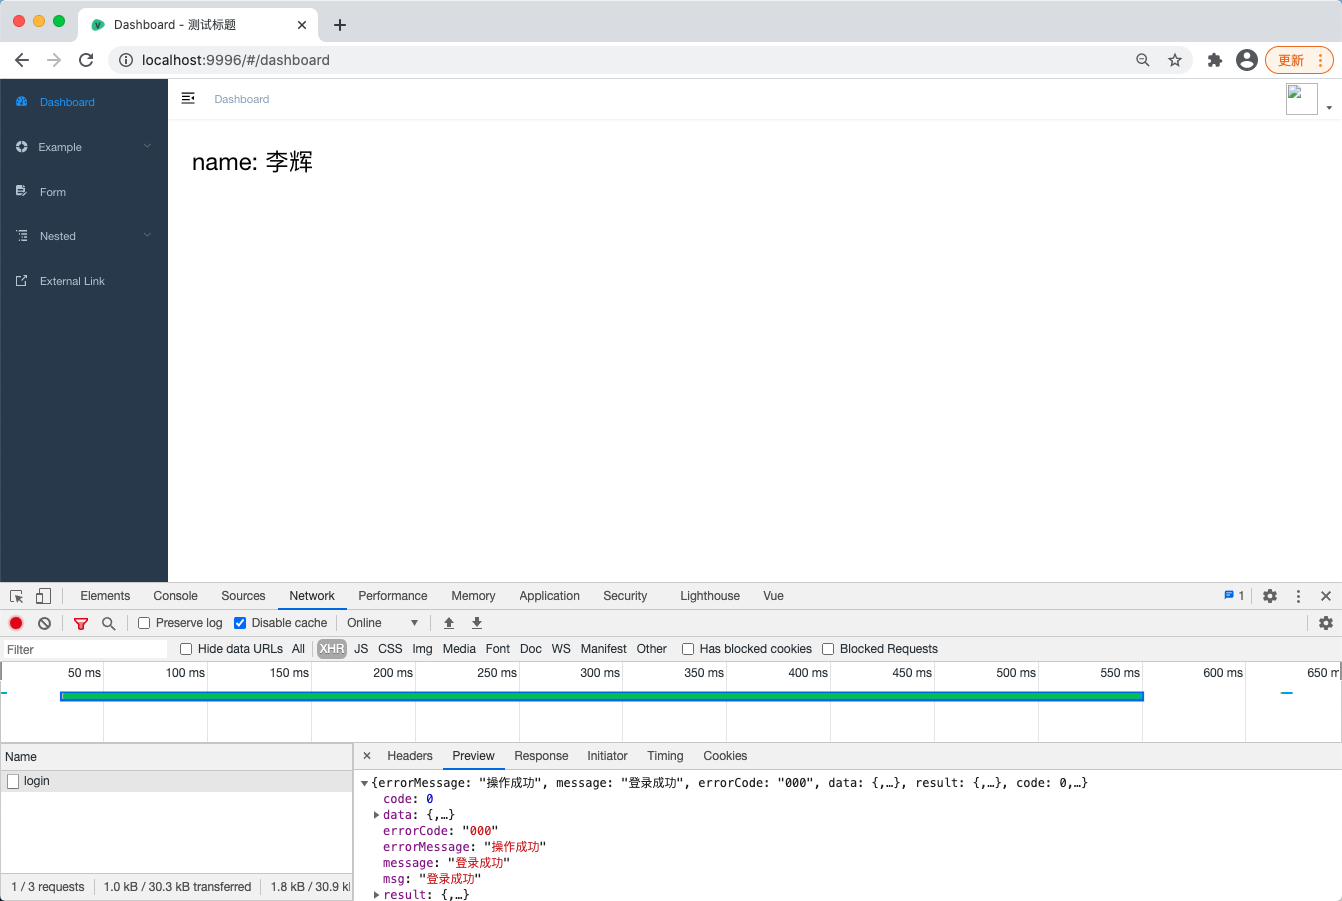 Dashboard - 测试标题
localhost:9996/#/dashboard
更新
Dashboard
Example
Form
Nested
External Link
Dashboard
name: 李辉
Elements Console Sources Network Performance Memory Application Security Lighthouse Vue 1
Preserve log Disable cache Online
Filter Hide data URLs All XHR JS CSS Img Media Font Doc WS Manifest Other Has blocked cookies Blocked Requests
50 ms 100 ms 150 ms 200 ms 250 ms 300 ms 350 ms 400 ms 450 ms 500 ms 550 ms 600 ms 650 m
Name
login
1 / 3 requests 1.0 kB / 30.3 kB transferred 1.8 kB / 30.9 k
Headers Preview Response Initiator Timing Cookies
{errorMessage: "操作成功", message: "登录成功", errorCode: "000", data: {,…}, result: {,…}, code: 0,…}
code: 0
data: {,…}
errorCode: "000"
errorMessage: "操作成功"
message: "登录成功"
msg: "登录成功"
result: {,…}